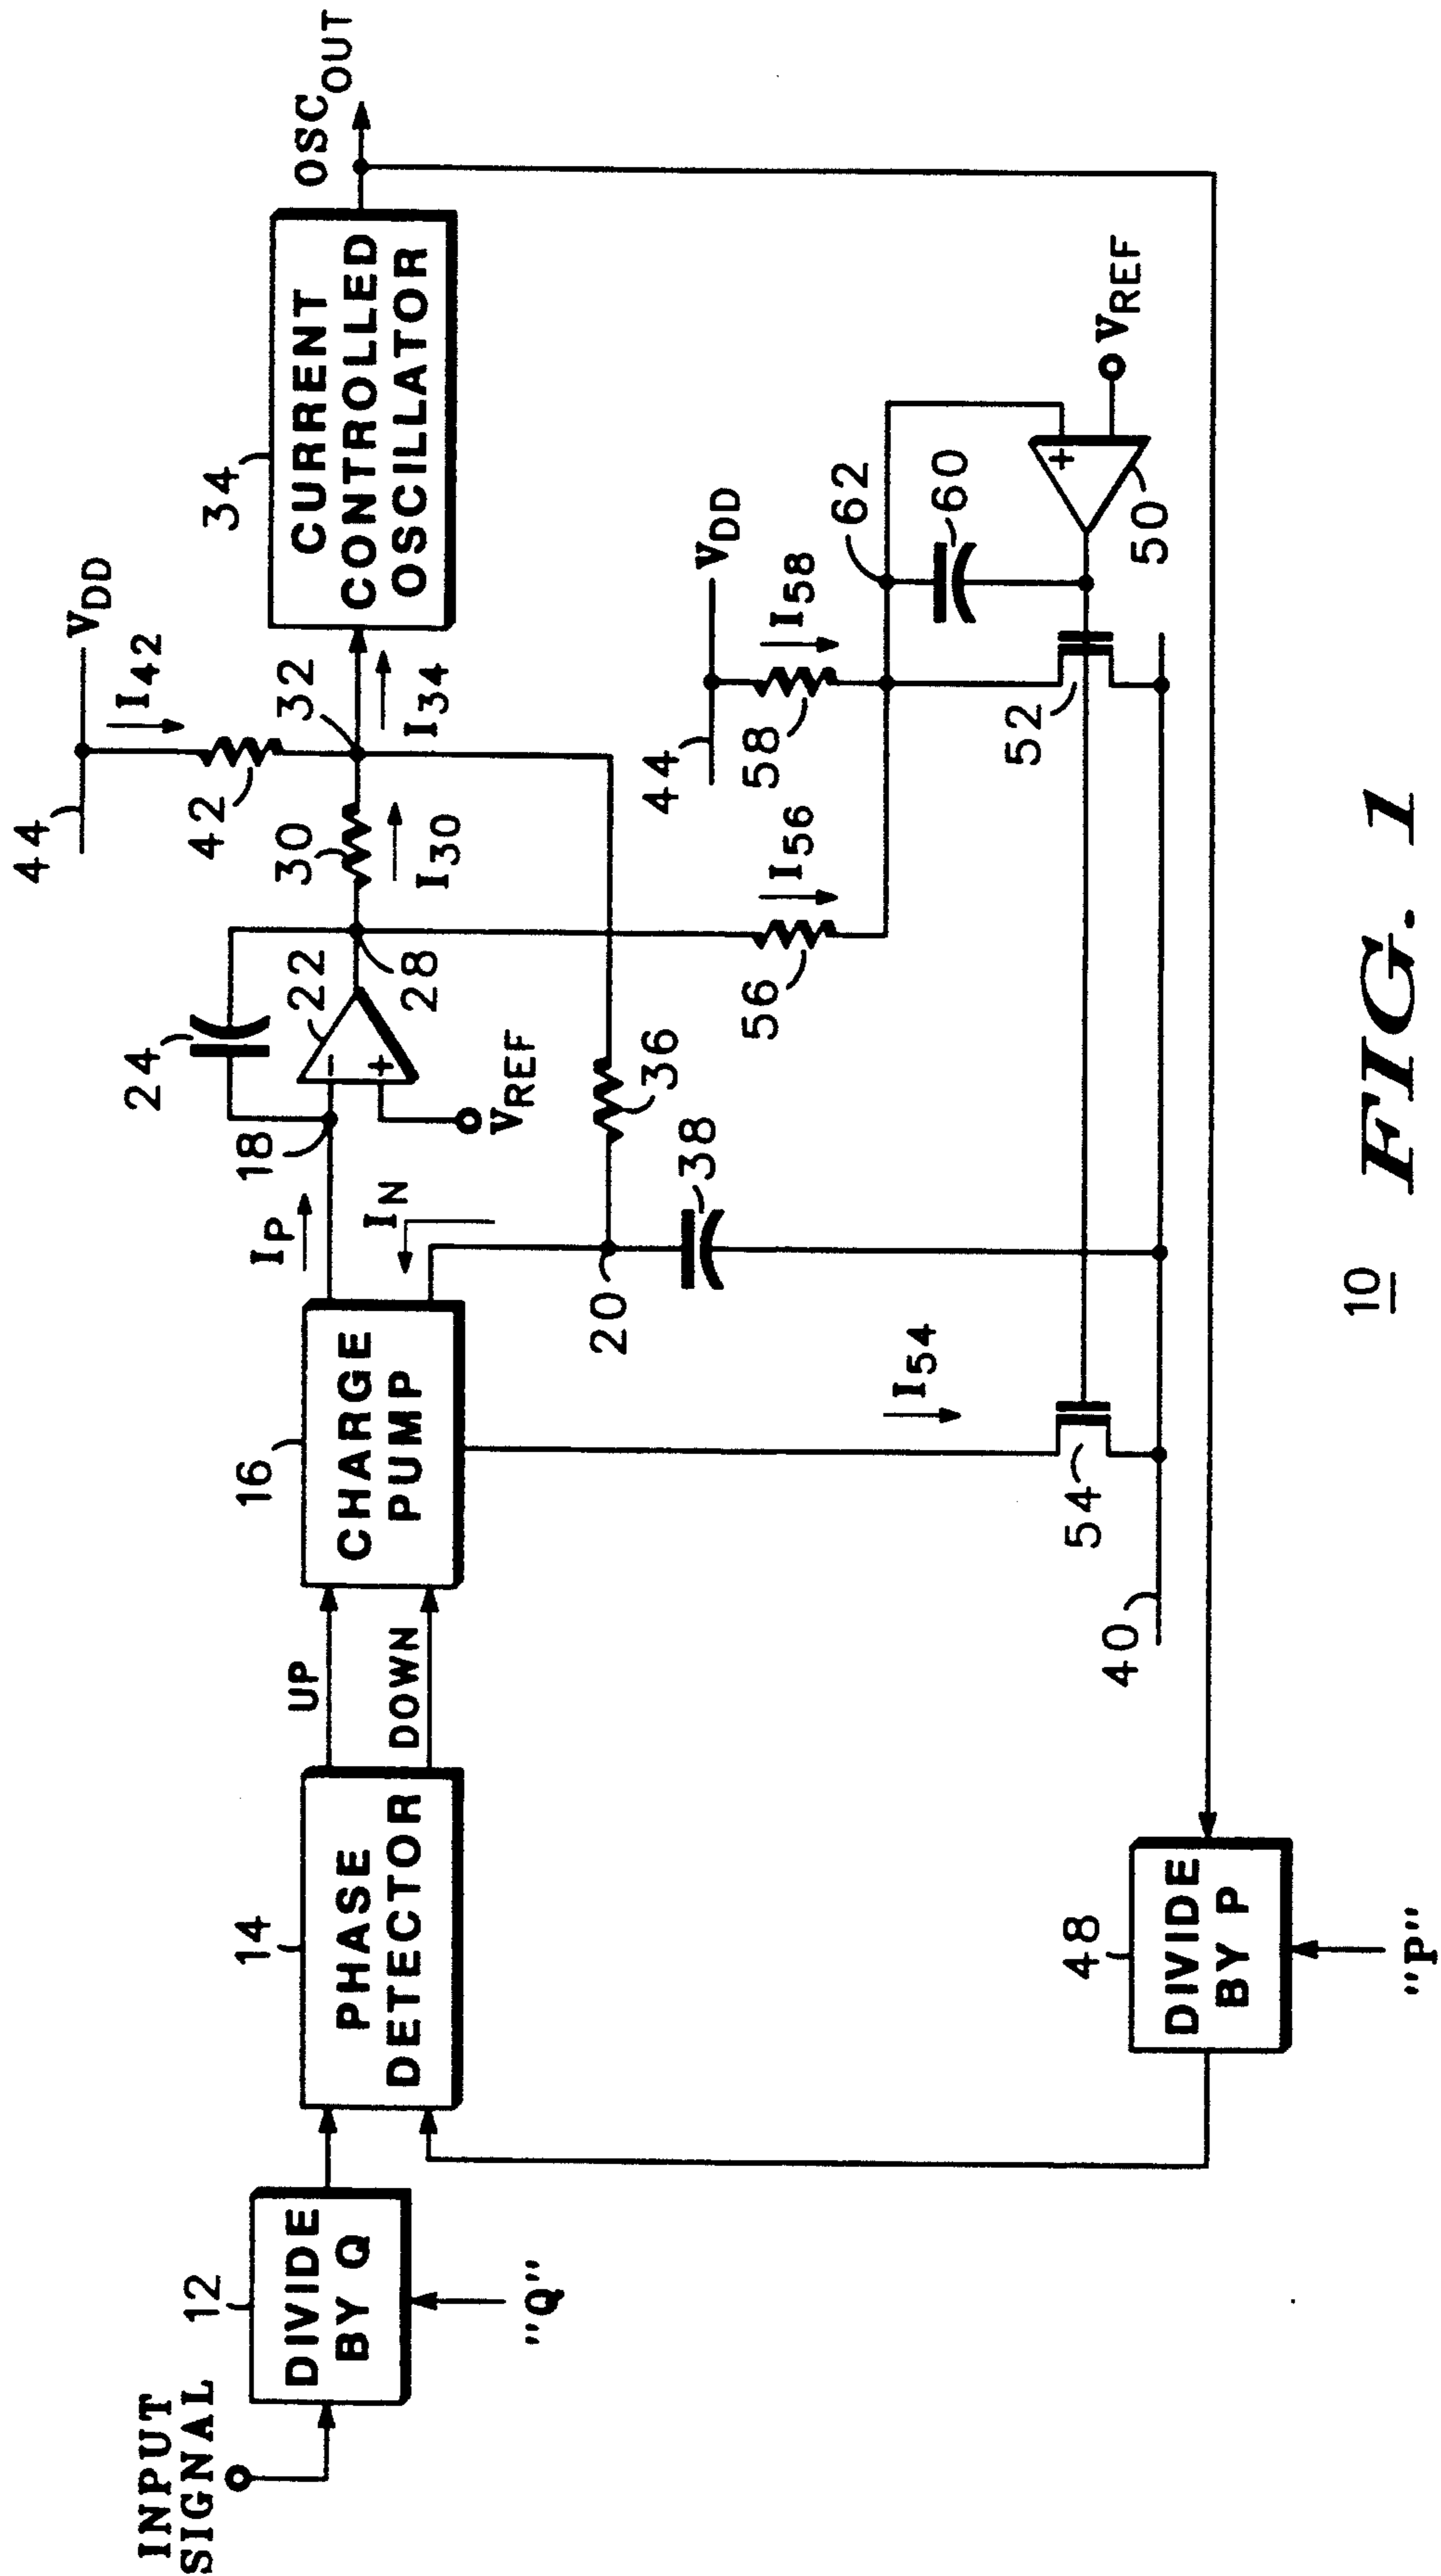 INPUT
SIGNAL
12
DIVIDE
BY Q
"Q"
14
PHASE
DETECTOR
UP
DOWN
16
CHARGE
PUMP
I_P
I_N
18
20
24
22
−
+
V_REF
28
30
I_30
32
36
38
44
V_DD
42
I_42
I_34
34
CURRENT
CONTROLLED
OSCILLATOR
OSC_OUT
44
V_DD
56
I_56
58
I_58
62
60
52
50
+
V_REF
I_54
54
40
48
DIVIDE
BY P
"P"
10
FIG. 1